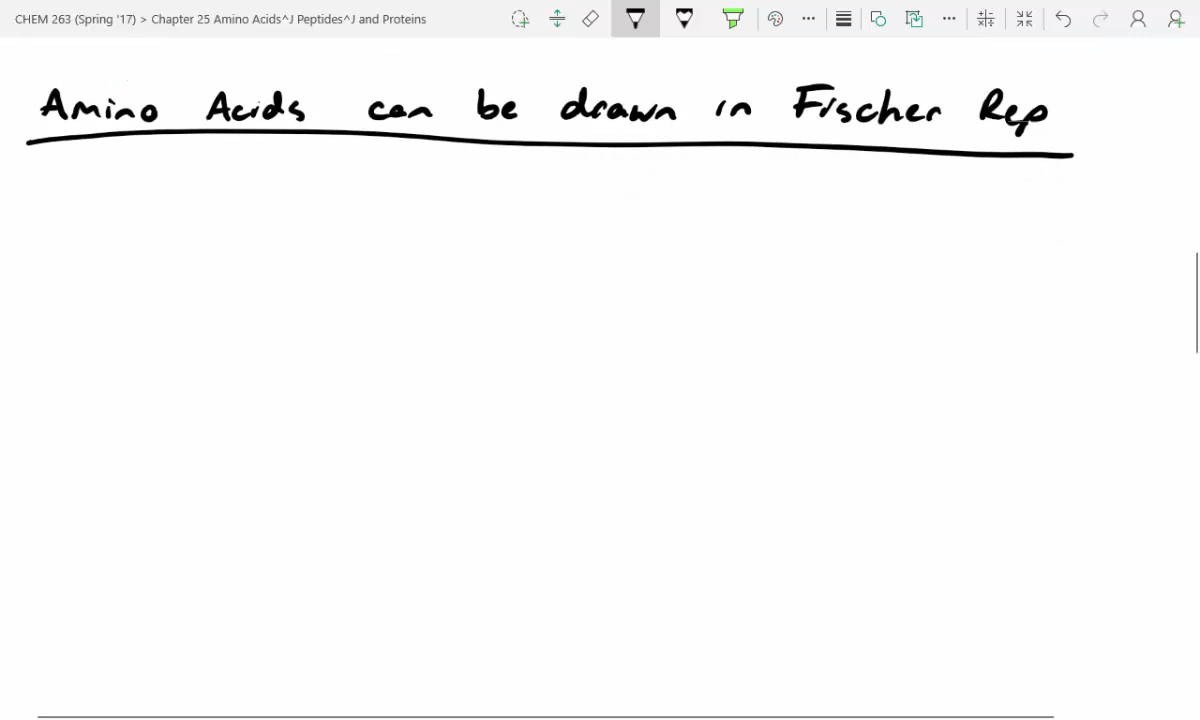 CHEM 263 (Spring '17) > Chapter 25 Amino Acids^J Peptides^J and Proteins
Amino Acids can be drawn in Fischer Rep